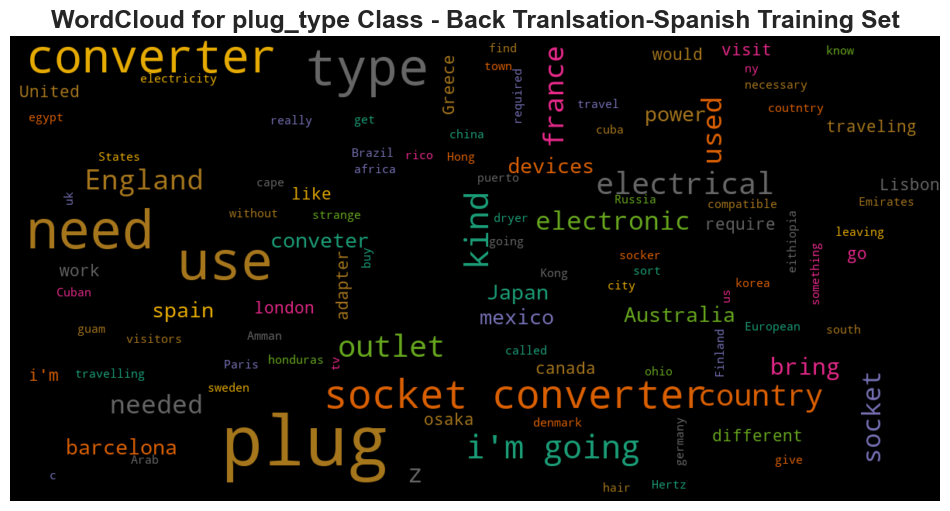 WordCloud for plug_type Class - Back Tranlsation-Spanish Training Set
converter
type
find
would
visit
know
electricity
Greece
town
france
ny
United
required
necessary
egypt
really
get
travel
power
used
coutntry
traveling
china
cuba
States
Brazil
rico
Hong
devices
africa
England
cape
puerto
electrical
Lisbon
uk
like
kind
Russia
compatible
Emirates
need
without
strange
dryer
electronic
require
eithiopia
leaving
use
conveter
buy
going
socker
something
go
work
adapter
Kong
sort
Cuban
city
korea
us
spain
london
Japan
mexico
Australia
European
south
guam
visitors
Amman
outlet
called
Finland
Paris
honduras
tv
canada
ohio
bring
i'm
travelling
sweden
socket converter
country
socket
needed
plug
osaka
denmark
barcelona
i'm going
germany
different
Arab
give
c
z
hair
Hertz